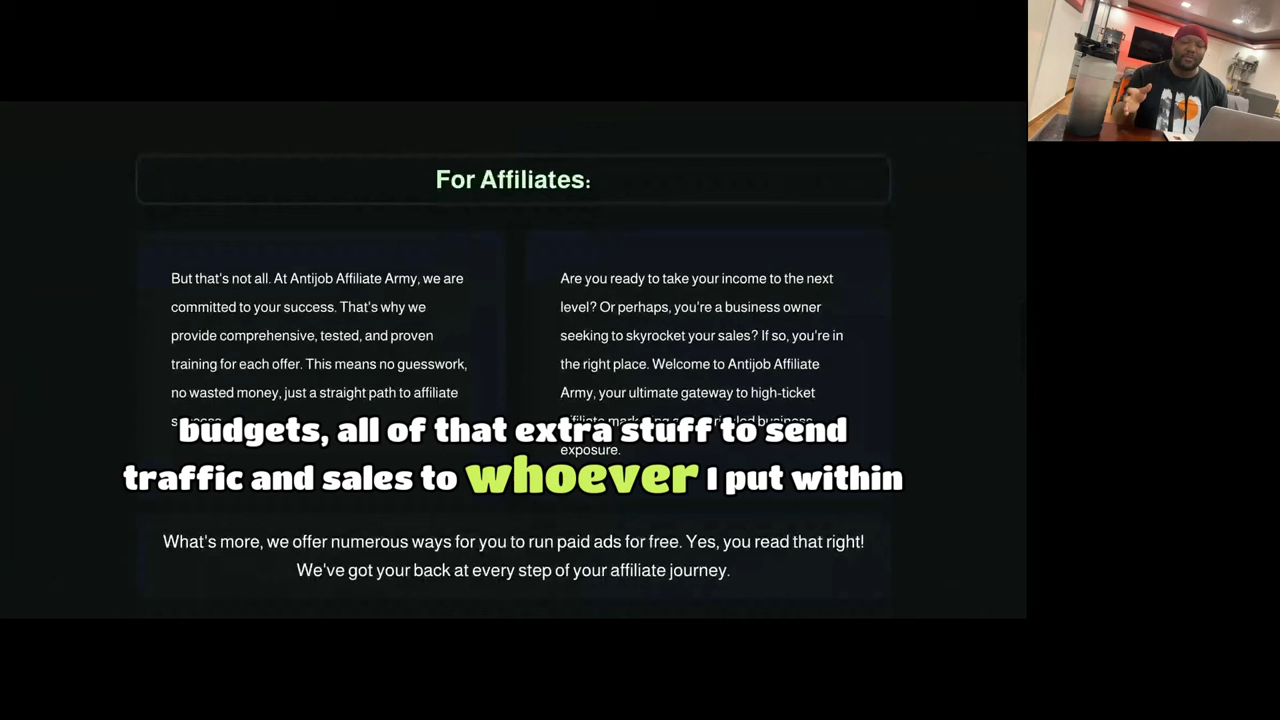 For Affiliates:
But that's not all. At Antijob Affiliate Army, we are
committed to your success. That's why we
provide comprehensive, tested, and proven
training for each offer. This means no guesswork,
no wasted money, just a straight path to affiliate
Are you ready to take your income to the next
level? Or perhaps, you're a business owner
seeking to skyrocket your sales? If so, you're in
the right place. Welcome to Antijob Affiliate
Army, your ultimate gateway to high-ticket
exposure.
budgets, all of that extra stuff to send
traffic and sales to whoever I put within
What's more, we offer numerous ways for you to run paid ads for free. Yes, you read that right!
We've got your back at every step of your affiliate journey.